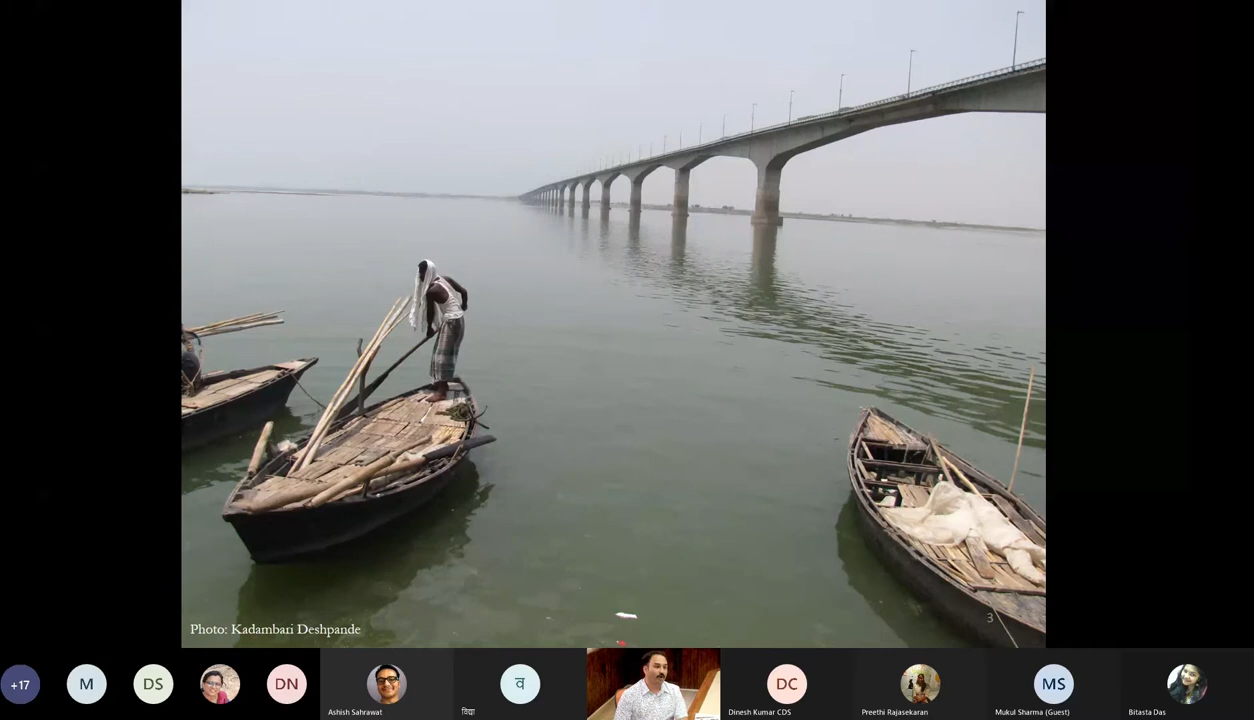 Photo: Kadambari Deshpande
3
+17
M
DS
DN
व
DC
MS
Ashish Sahrawat
विद्या
Dinesh Kumar CDS
Preethi Rajasekaran
Mukul Sharma (Guest)
Bitasta Das